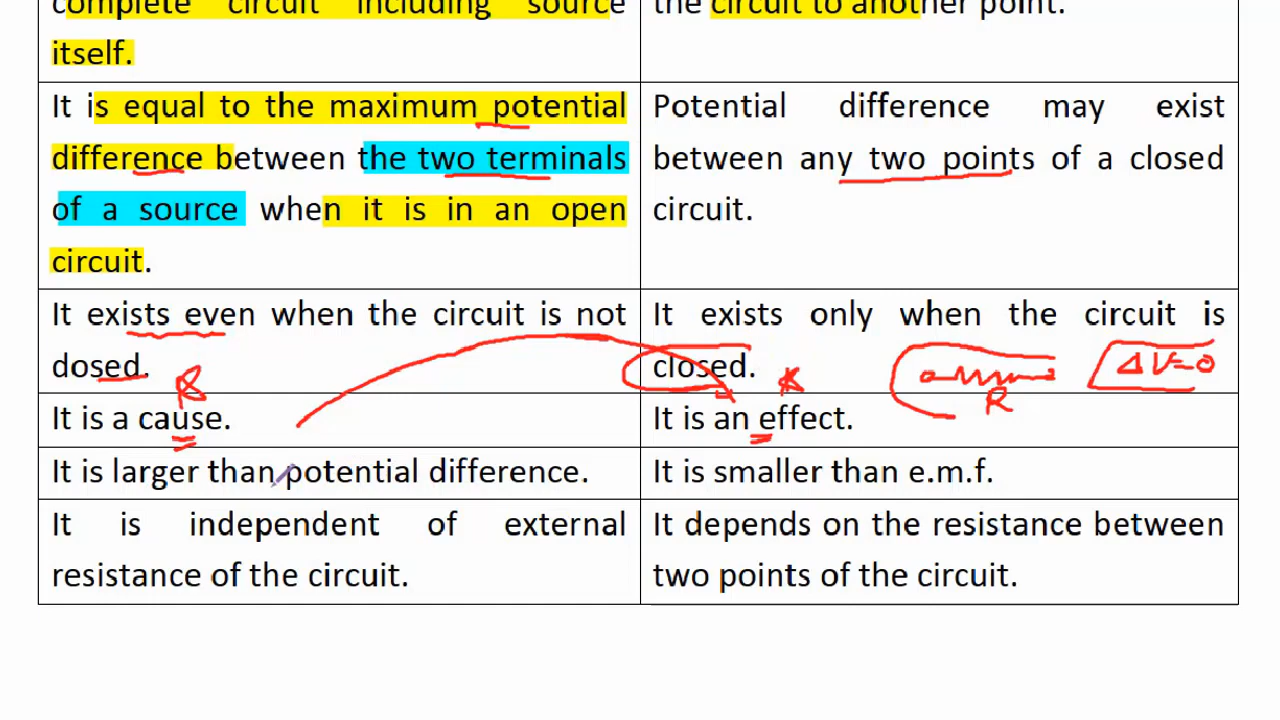 complete circuit including source
itself.
the circuit to another point.
It is equal to the maximum potential
difference between the two terminals
of a source when it is in an open
circuit.
Potential difference may exist
between any two points of a closed
circuit.
It exists even when the circuit is not
dosed.
It exists only when the circuit is
closed.
R
ΔV=0
It is a cause.
It is an effect.
It is larger than potential difference.
It is smaller than e.m.f.
It is independent of external
resistance of the circuit.
It depends on the resistance between
two points of the circuit.